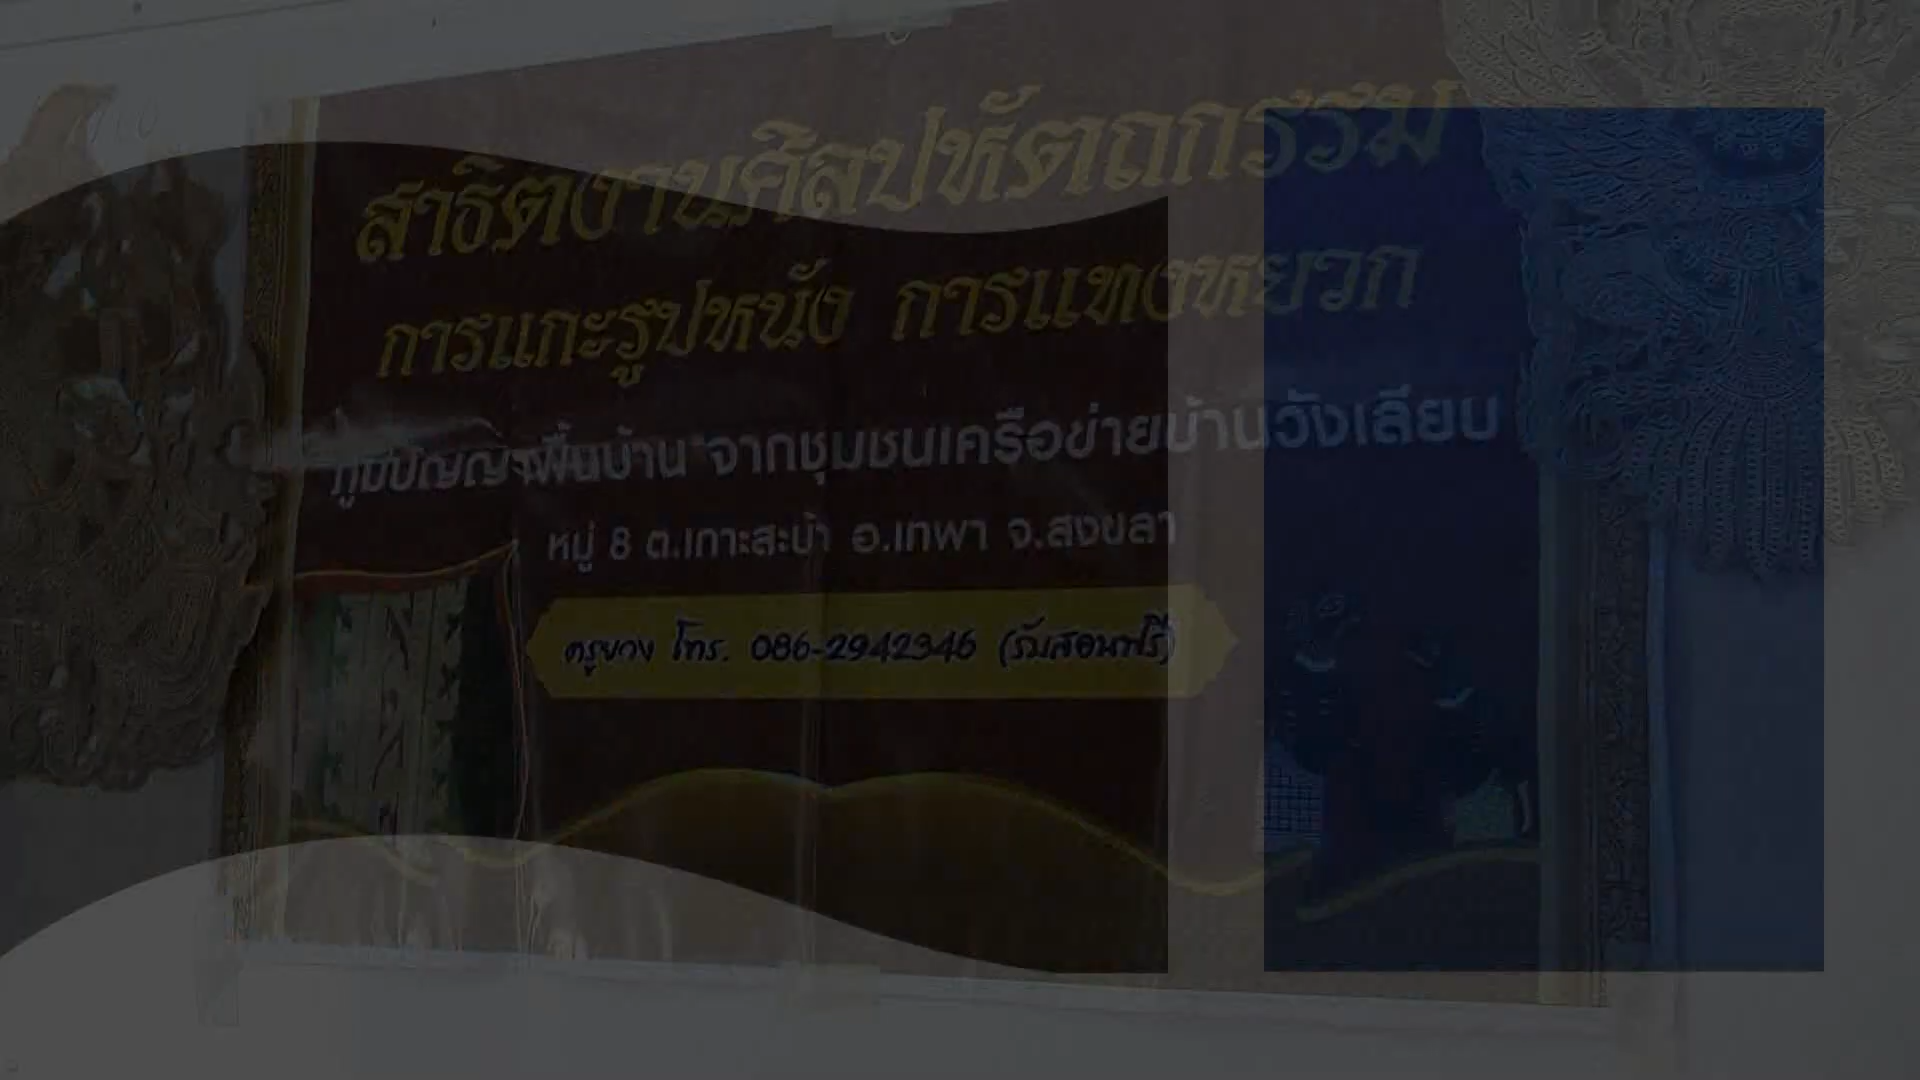 สาธิตงานศิลปหัตถกรรม
การแกะรูปหนัง การแทงหยวก
ภูมิปัญญาพื้นบ้าน จากชุมชนเครือข่ายบ้านวังเลียบ
หมู่ 8 ต.เกาะสะบ้า อ.เทพา จ.สงขลา
ครูยกง โทร. 086-2942346 (รับสอนฟรี)